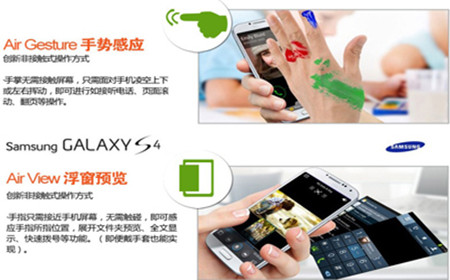 Air Gesture 手势感应
创新非接触式操作方式
·手掌无需接触屏幕，只需面对手机凌空上下
或左右挥动，即可进行如接听电话、页面滚
动、翻页等操作。
Samsung GALAXY S4
SAMSUNG
Air View 浮窗预览
创新非接触式操作方式
·手指只需接近手机屏幕，无需触碰，即可感
应手指所指位置，展开文件夹预览、全文显
示、快速拨号等功能。（即使戴手套也能实
现）。
SAMSUNG